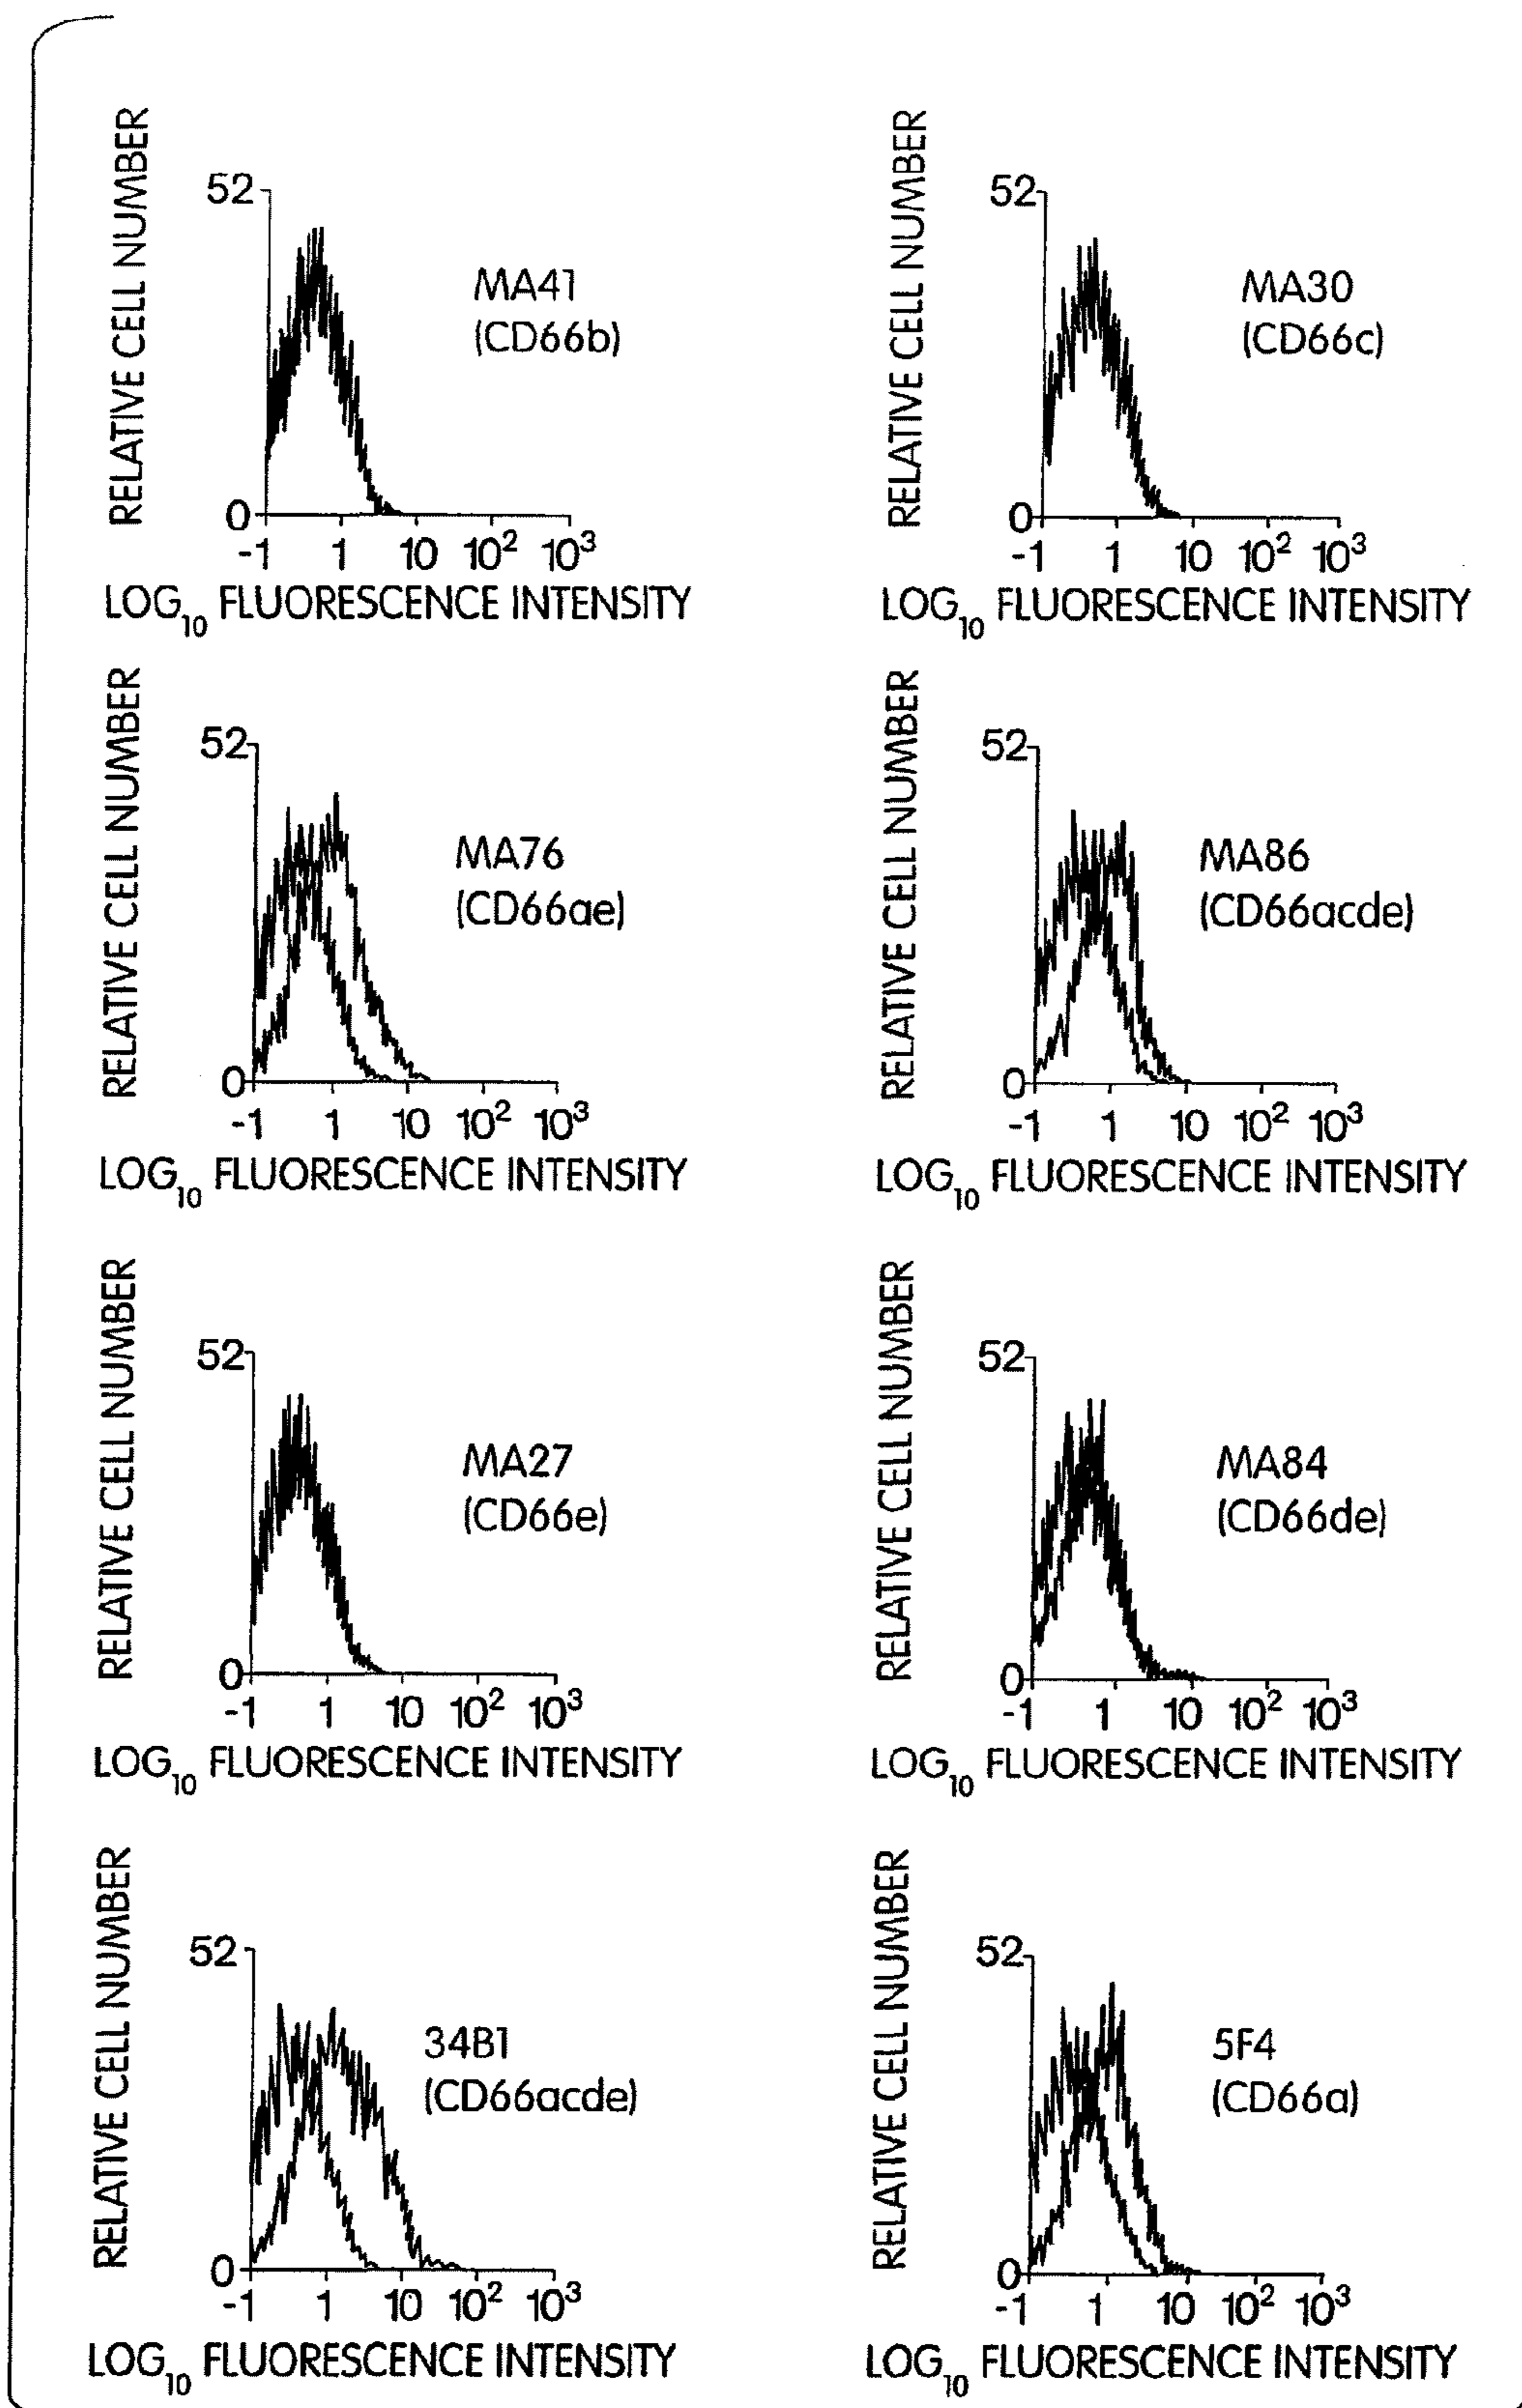 RELATIVE CELL NUMBER
52
0
MA41
(CD66b)
-1 1 10 10² 10³
LOG₁₀ FLUORESCENCE INTENSITY
RELATIVE CELL NUMBER
52
0
MA30
(CD66c)
-1 1 10 10² 10³
LOG₁₀ FLUORESCENCE INTENSITY
RELATIVE CELL NUMBER
52
0
MA76
(CD66ae)
-1 1 10 10² 10³
LOG₁₀ FLUORESCENCE INTENSITY
RELATIVE CELL NUMBER
52
0
MA86
(CD66acde)
-1 1 10 10² 10³
LOG₁₀ FLUORESCENCE INTENSITY
RELATIVE CELL NUMBER
52
0
MA27
(CD66e)
-1 1 10 10² 10³
LOG₁₀ FLUORESCENCE INTENSITY
RELATIVE CELL NUMBER
52
0
MA84
(CD66de)
-1 1 10 10² 10³
LOG₁₀ FLUORESCENCE INTENSITY
RELATIVE CELL NUMBER
52
0
34B1
(CD66acde)
-1 1 10 10² 10³
LOG₁₀ FLUORESCENCE INTENSITY
RELATIVE CELL NUMBER
52
0
5F4
(CD66a)
-1 1 10 10² 10³
LOG₁₀ FLUORESCENCE INTENSITY